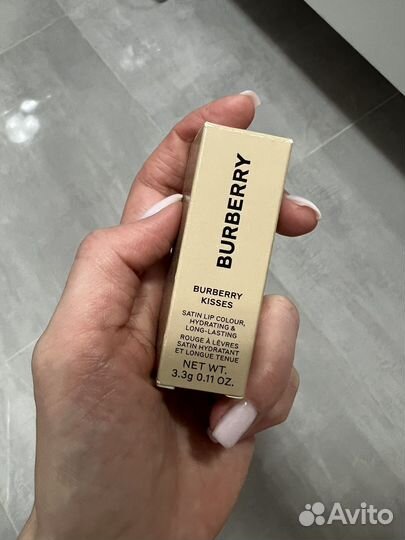 BURBERRY
BURBERRY
KISSES
SATIN LIP COLOUR,
HYDRATING &
LONG-LASTING
ROUGE À LÈVRES
SATIN HYDRATANT
ET LONGUE TENUE
NET WT.
3.3g 0.11 OZ.
Avito